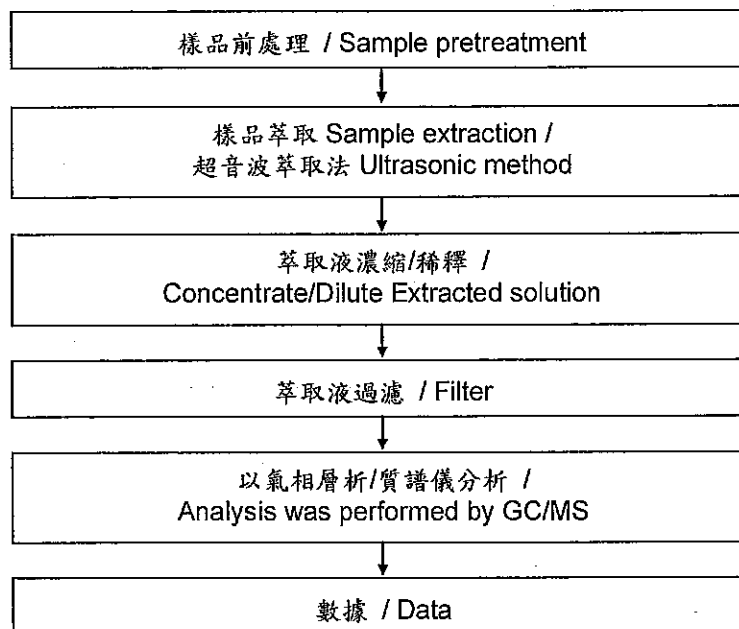 樣品前處理 / Sample pretreatment
樣品萃取 Sample extraction /
超音波萃取法 Ultrasonic method
萃取液濃縮/稀釋 /
Concentrate/Dilute Extracted solution
萃取液過濾 / Filter
以氣相層析/質譜儀分析 /
Analysis was performed by GC/MS
數據 / Data